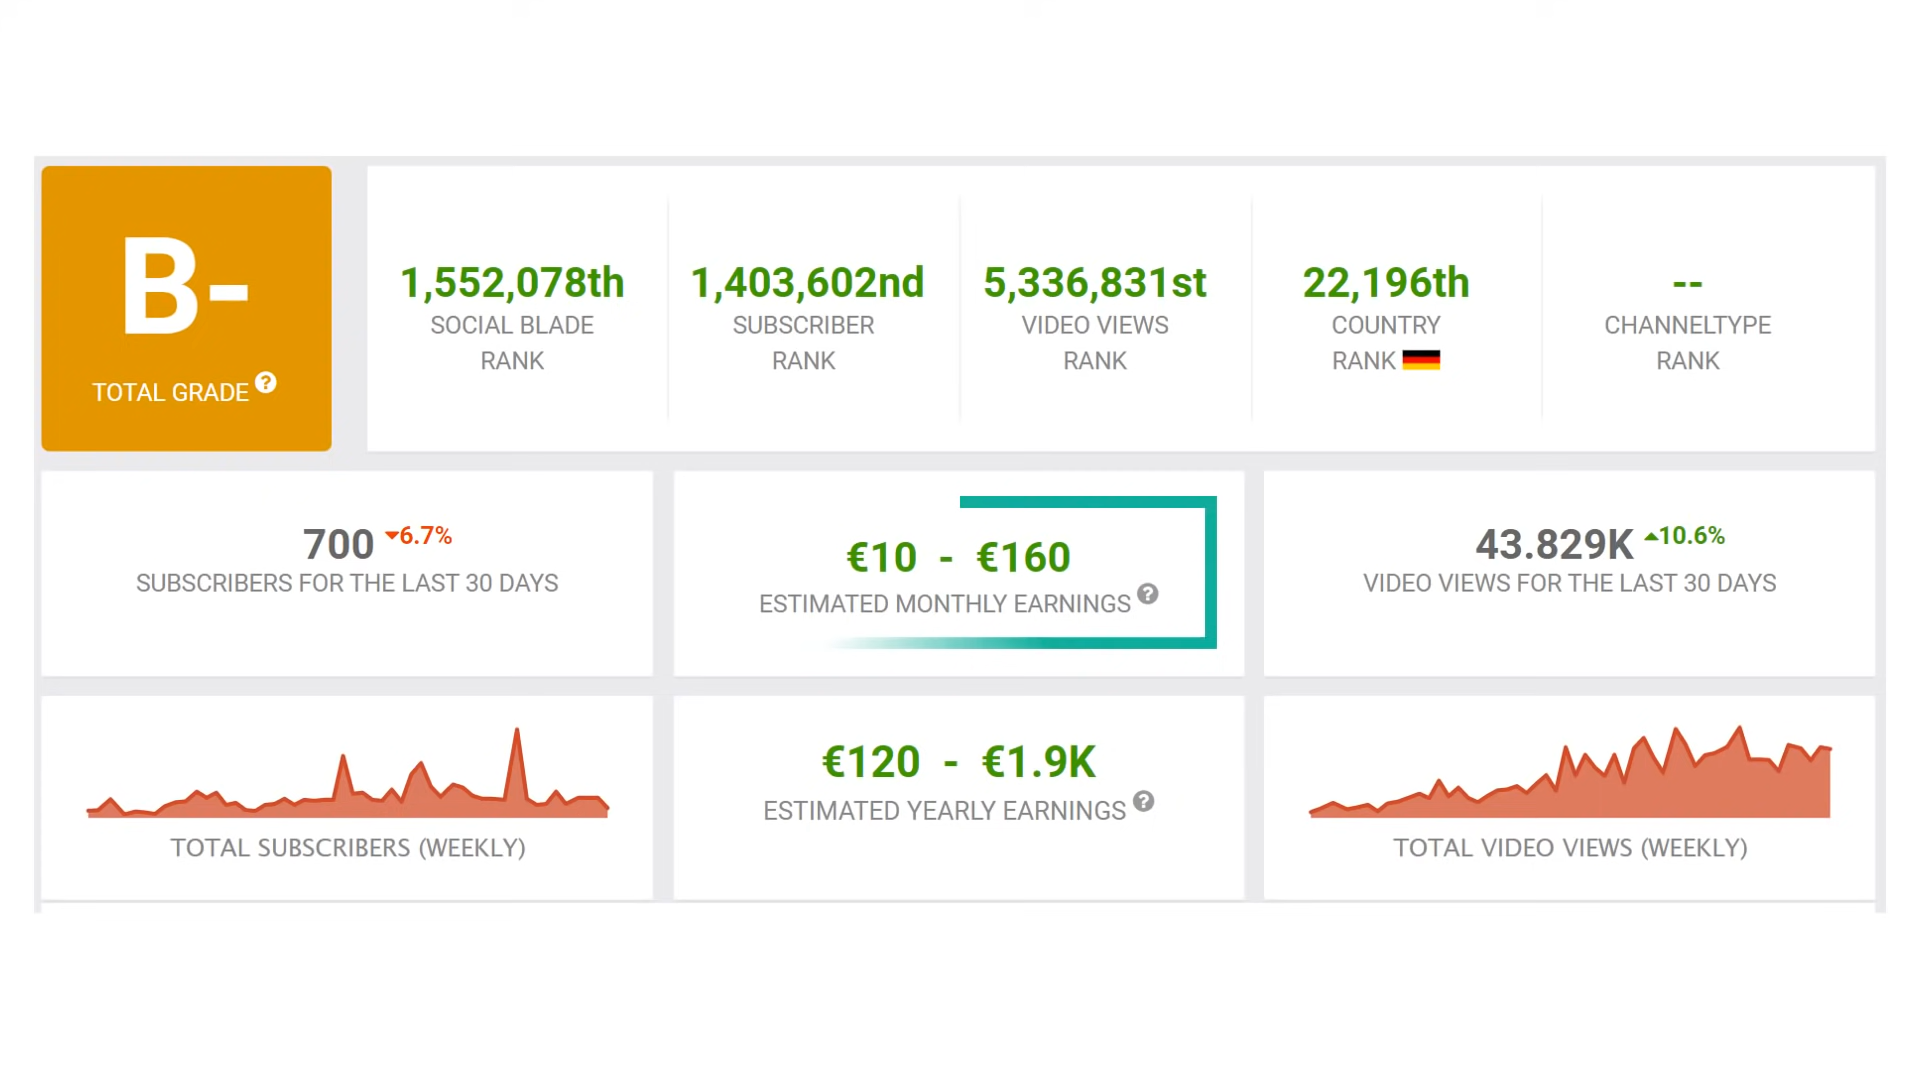 B-
TOTAL GRADE ?
1,552,078th
SOCIAL BLADE
RANK
1,403,602nd
SUBSCRIBER
RANK
5,336,831st
VIDEO VIEWS
RANK
22,196th
COUNTRY
RANK
--
CHANNELTYPE
RANK
700 6.7%
SUBSCRIBERS FOR THE LAST 30 DAYS
€10 - €160
ESTIMATED MONTHLY EARNINGS ?
43.829K 10.6%
VIDEO VIEWS FOR THE LAST 30 DAYS
TOTAL SUBSCRIBERS (WEEKLY)
€120 - €1.9K
ESTIMATED YEARLY EARNINGS ?
TOTAL VIDEO VIEWS (WEEKLY)